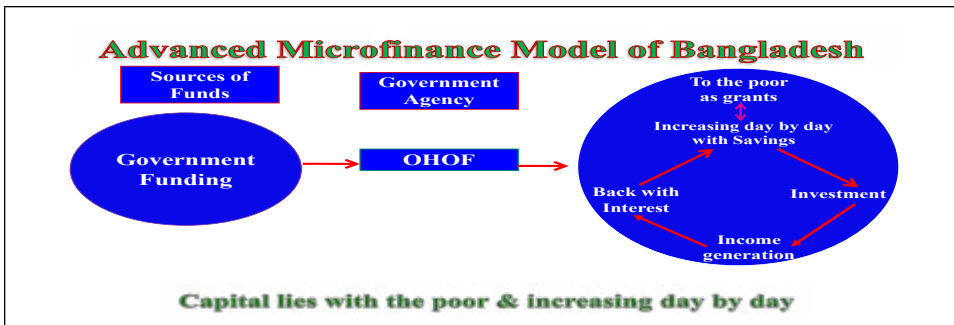 Advanced Microfinance Model of Bangladesh
Sources of
Funds
Government
Agency
To the poor
as grants
Increasing day by day
with Savings
Government
Funding
OHOF
Back with
Interest
Investment
Income
generation
Capital lies with the poor & increasing day by day